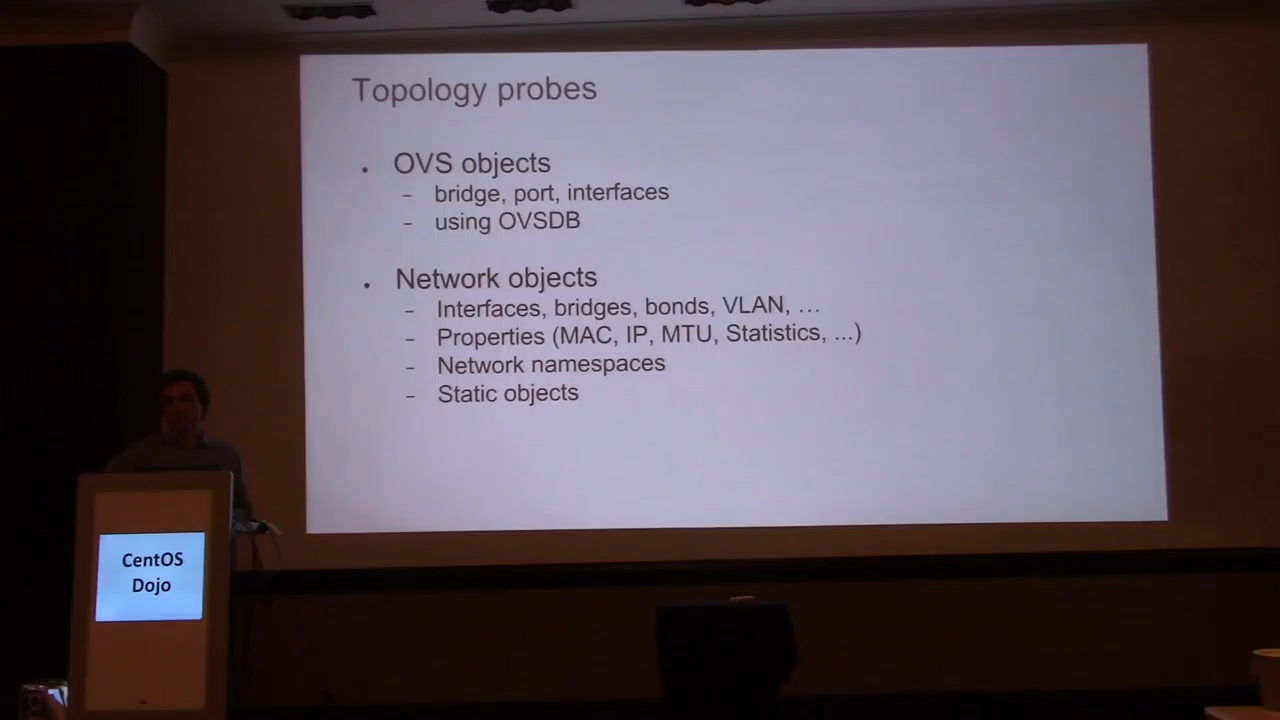 Topology probes
. OVS objects
- bridge, port, interfaces
- using OVSDB
. Network objects
- Interfaces, bridges, bonds, VLAN, …
- Properties (MAC, IP, MTU, Statistics, ...)
- Network namespaces
- Static objects
CentOS
Dojo